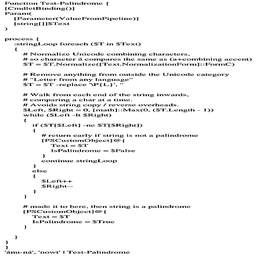 Function Test-Palindrome {
[CmdletBinding()]
Param(
[Parameter(ValueFromPipeline)]
[string[]]$Text
)
process {
:stringLoop foreach ($T in $Text)
{
# Normalize Unicode combining characters,
# so character á compares the same as (a+combining accent)
$T = $T.Normalize([Text.NormalizationForm]::FormC)
# Remove anything from outside the Unicode category
# "Letter from any language"
$T = $T -replace '\P{L}', ''
# Walk from each end of the string inwards,
# comparing a char at a time.
# Avoids string copy / reverse overheads.
$Left, $Right = 0, [math]::Max(0, ($T.Length - 1))
while ($Left -lt $Right)
{
if ($T[$Left] -ne $T[$Right])
{
# return early if string is not a palindrome
[PSCustomObject]@{
Text = $T
IsPalindrome = $False
}
continue stringLoop
}
else
{
$Left++
$Right--
}
}
# made it to here, then string is a palindrome
[PSCustomObject]@{
Text = $T
IsPalindrome = $True
}
}
}
}
'ánu-ná', 'nowt' | Test-Palindrome